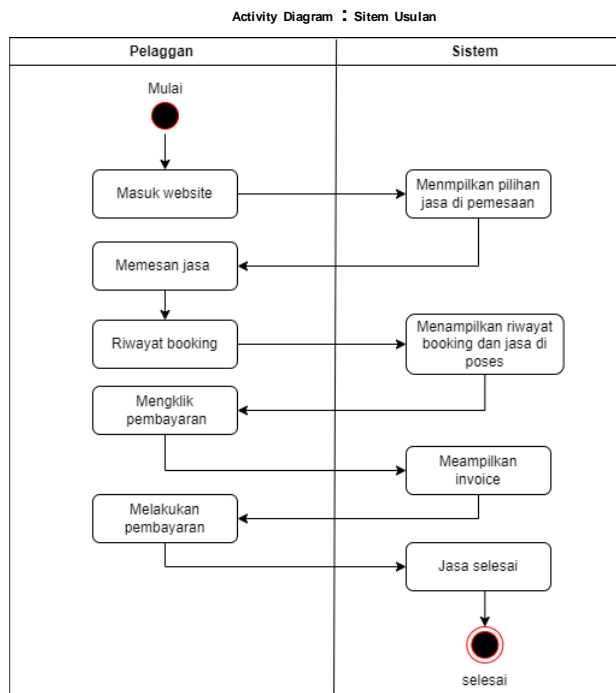 Activity Diagram : Sitem Usulan
Pelaggan
Sistem
Mulai
Masuk website
Menmpilkan pilihan
jasa di pemesaan
Memesan jasa
Riwayat booking
Menampilkan riwayat
booking dan jasa di
poses
Mengklik
pembayaran
Meampilkan
invoice
Melakukan
pembayaran
Jasa selesai
selesai